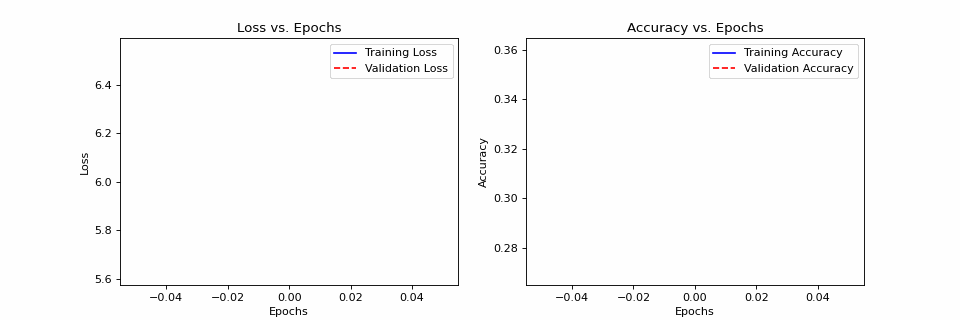 Loss vs. Epochs
Training Loss
Validation Loss
6.4
6.2
6.0
5.8
5.6
Loss
−0.04
−0.02
0.00
0.02
0.04
Epochs
Accuracy vs. Epochs
Training Accuracy
Validation Accuracy
0.36
0.34
0.32
0.30
0.28
Accuracy
−0.04
−0.02
0.00
0.02
0.04
Epochs